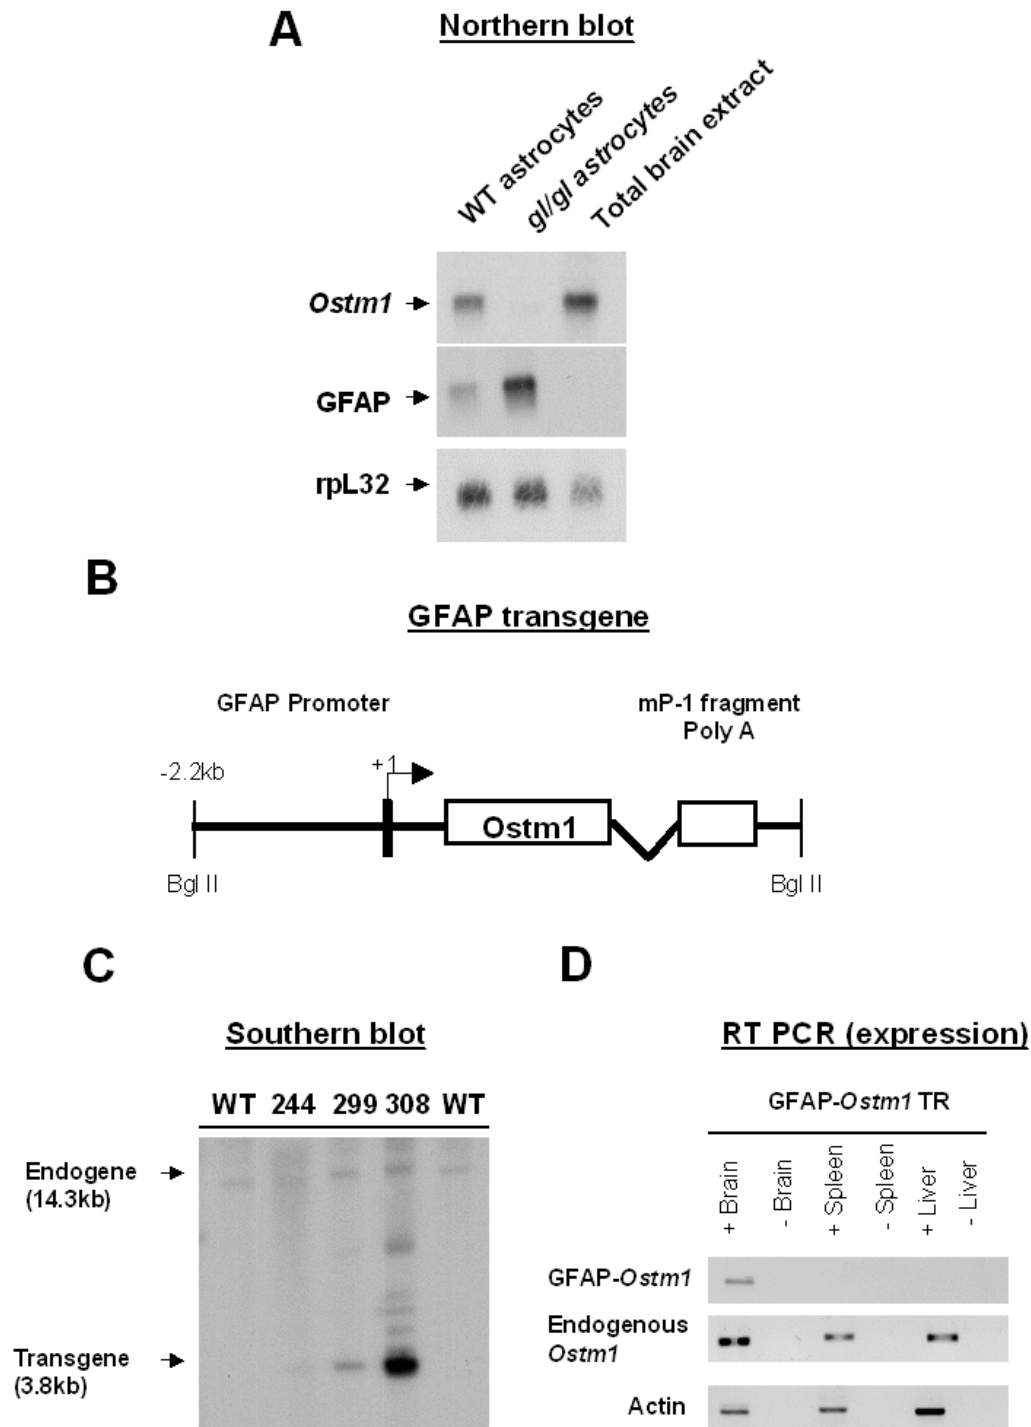 A
Northern blot
WT astrocytes
gl/gl astrocytes
Total brain extract
Ostm1
GFAP
rpL32
B
GFAP transgene
GFAP Promoter
mP-1 fragment
Poly A
-2.2kb
+1
Ostm1
Bgl II
Bgl II
C
Southern blot
WT 244 299 308 WT
Endogene
(14.3kb)
Transgene
(3.8kb)
D
RT PCR (expression)
GFAP-Ostm1 TR
+ Brain
- Brain
+ Spleen
- Spleen
+ Liver
- Liver
GFAP-Ostm1
Endogenous
Ostm1
Actin